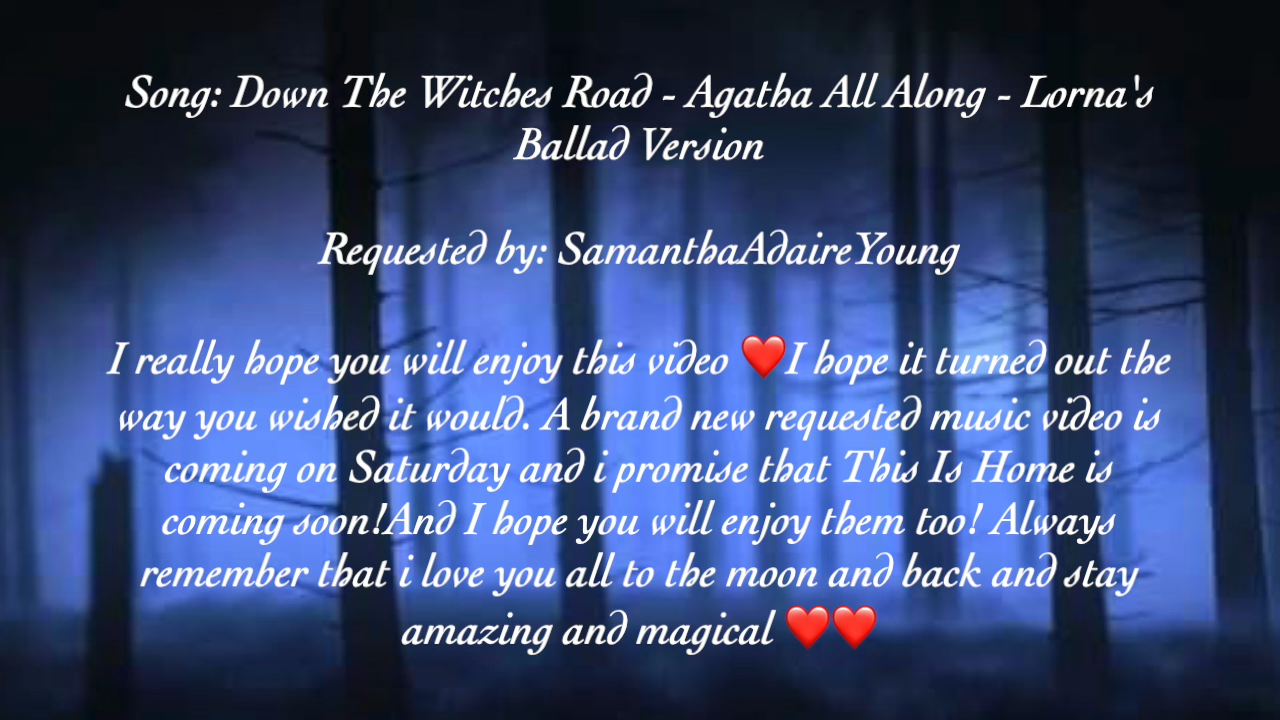 Song: Down The Witches Road - Agatha All Along - Lorna's
Ballad Version
Requested by: SamanthaAdaireYoung
I really hope you will enjoy this video ❤️I hope it turned out the
way you wished it would. A brand new requested music video is
coming on Saturday and i promise that This Is Home is
coming soon!And I hope you will enjoy them too! Always
remember that i love you all to the moon and back and stay
amazing and magical ❤️❤️